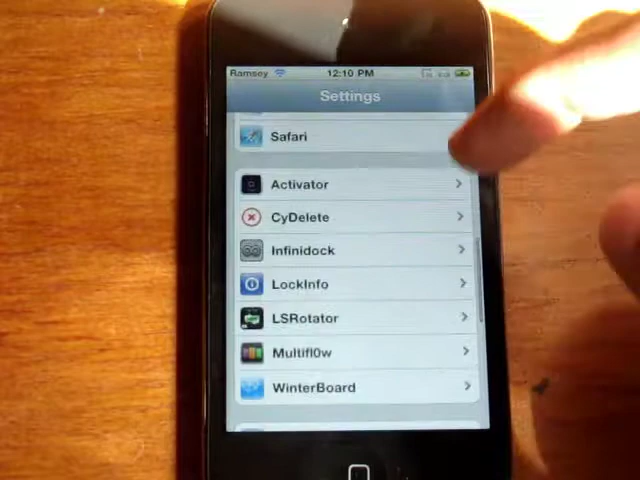 Ramsey 12:10 PM
Settings
Safari
Activator
CyDelete
Infinidock
LockInfo
LSRotator
Multifl0w
WinterBoard